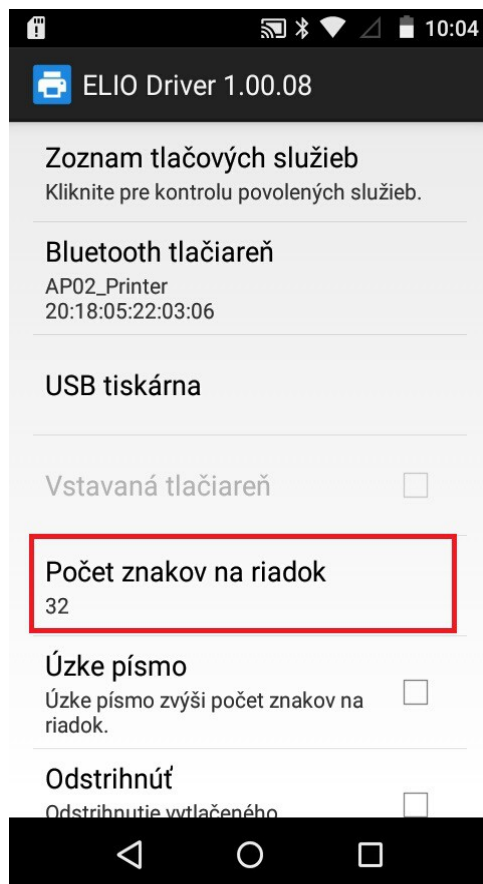 10:04
ELIO Driver 1.00.08
Zoznam tlačových služieb
Kliknite pre kontrolu povolených služieb.
Bluetooth tlačiareň
AP02_Printer
20:18:05:22:03:06
USB tiskárna
Vstavaná tlačiareň
Počet znakov na riadok
32
Úzke písmo
Úzke písmo zvýši počet znakov na
riadok.
Odstrihnúť
Odstrihnutie vytlačeného